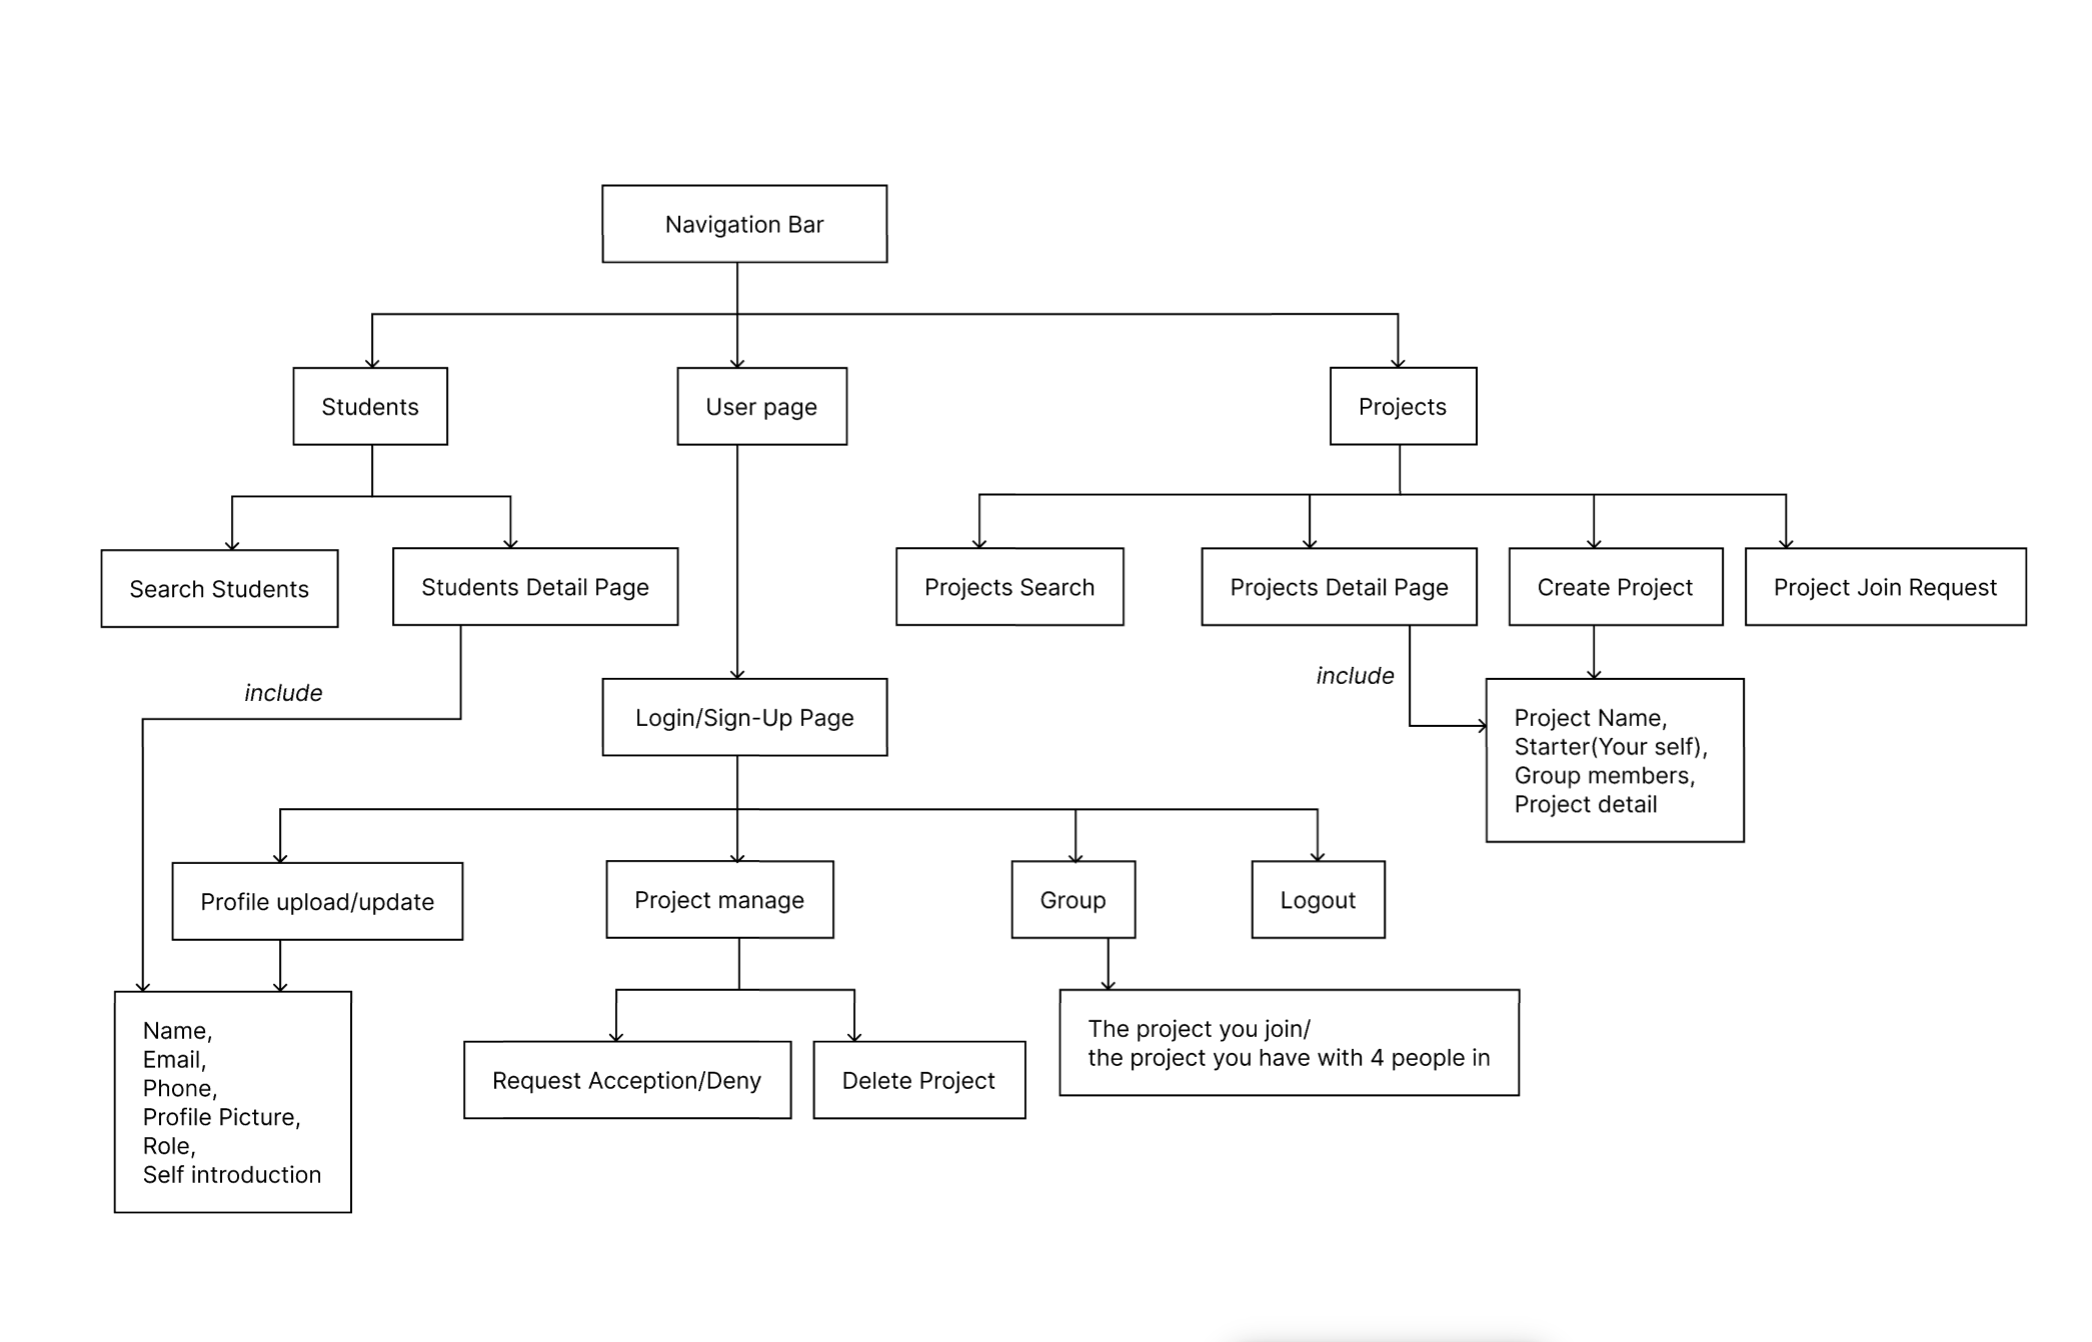 Navigation Bar
Students
User page
Projects
Search Students
Students Detail Page
Projects Search
Projects Detail Page
Create Project
Project Join Request
include
include
Login/Sign-Up Page
Project Name,
Starter(Your self),
Group members,
Project detail
Profile upload/update
Project manage
Group
Logout
Name,
Email,
Phone,
Profile Picture,
Role,
Self introduction
Request Acception/Deny
Delete Project
The project you join/
the project you have with 4 people in